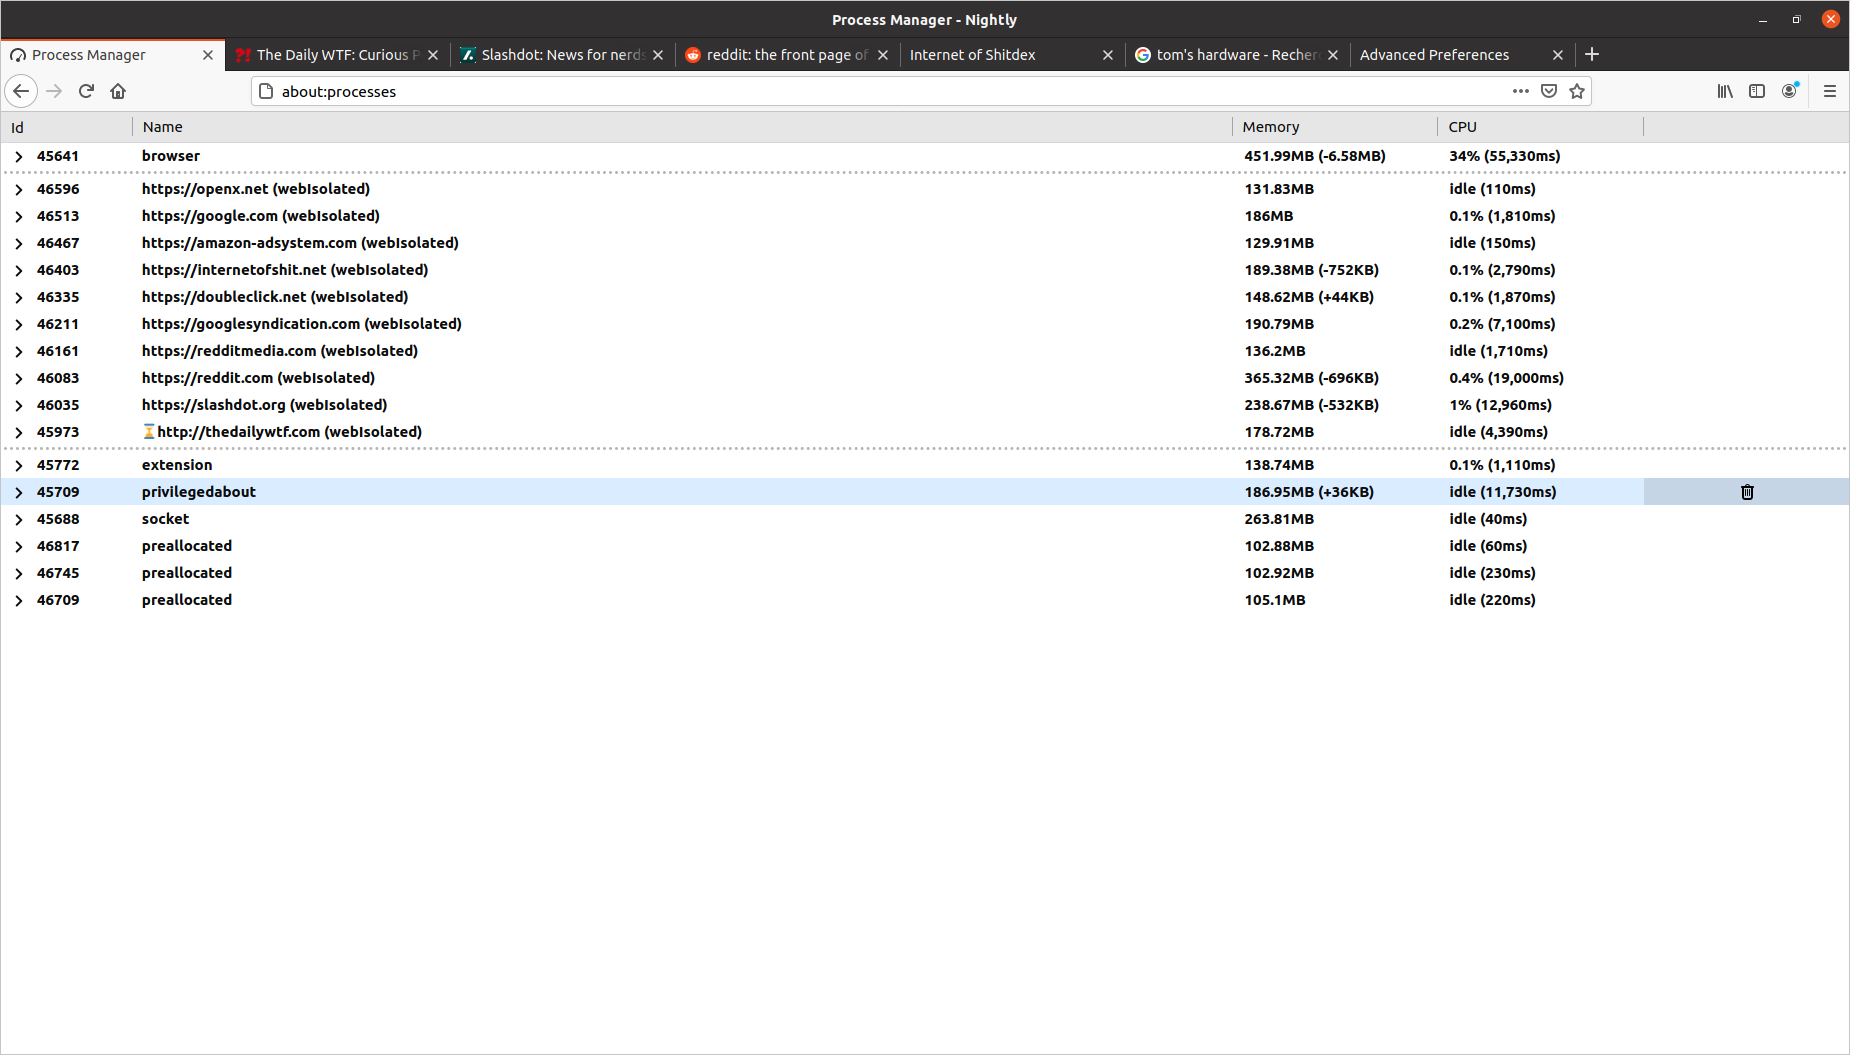 Process Manager - Nightly
Process Manager The Daily WTF: Curious P Slashdot: News for nerds reddit: the front page of Internet of Shitdex tom's hardware - Recher Advanced Preferences
about:processes
Id Name Memory CPU
45641 browser 451.99MB (-6.58MB) 34% (55,330ms)
46596 https://openx.net (webIsolated) 131.83MB idle (110ms)
46513 https://google.com (webIsolated) 186MB 0.1% (1,810ms)
46467 https://amazon-adsystem.com (webIsolated) 129.91MB idle (150ms)
46403 https://internetofshit.net (webIsolated) 189.38MB (-752KB) 0.1% (2,790ms)
46335 https://doubleclick.net (webIsolated) 148.62MB (+44KB) 0.1% (1,870ms)
46211 https://googlesyndication.com (webIsolated) 190.79MB 0.2% (7,100ms)
46161 https://redditmedia.com (webIsolated) 136.2MB idle (1,710ms)
46083 https://reddit.com (webIsolated) 365.32MB (-696KB) 0.4% (19,000ms)
46035 https://slashdot.org (webIsolated) 238.67MB (-532KB) 1% (12,960ms)
45973 ⌛http://thedailywtf.com (webIsolated) 178.72MB idle (4,390ms)
45772 extension 138.74MB 0.1% (1,110ms)
45709 privilegedabout 186.95MB (+36KB) idle (11,730ms)
45688 socket 263.81MB idle (40ms)
46817 preallocated 102.88MB idle (60ms)
46745 preallocated 102.92MB idle (230ms)
46709 preallocated 105.1MB idle (220ms)